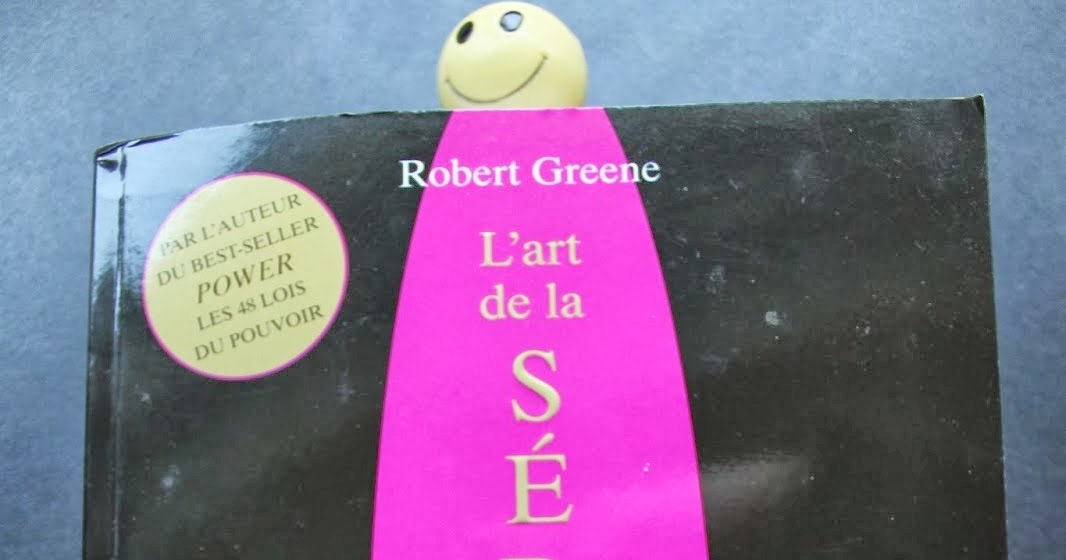 Robert Greene
PAR L'AUTEUR
DU BEST-SELLER
POWER
LES 48 LOIS
DU POUVOIR
L'art
de la
S
É